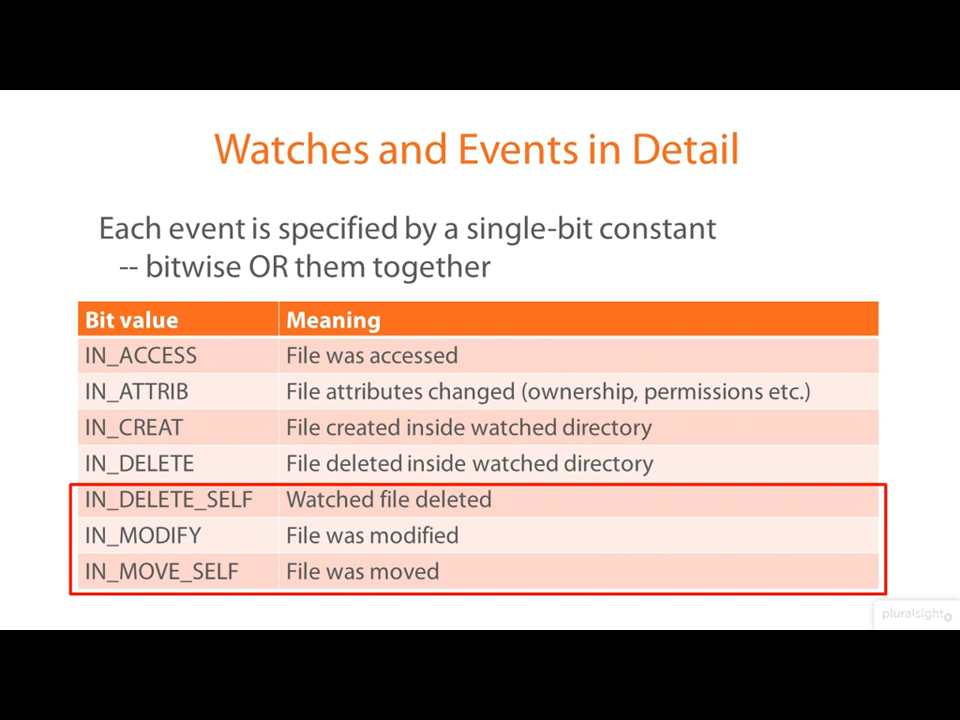 Watches and Events in Detail
Each event is specified by a single-bit constant
-- bitwise OR them together
Bit value Meaning
IN_ACCESS File was accessed
IN_ATTRIB File attributes changed (ownership, permissions etc.)
IN_CREAT File created inside watched directory
IN_DELETE File deleted inside watched directory
IN_DELETE_SELF Watched file deleted
IN_MODIFY File was modified
IN_MOVE_SELF File was moved
pluralsight